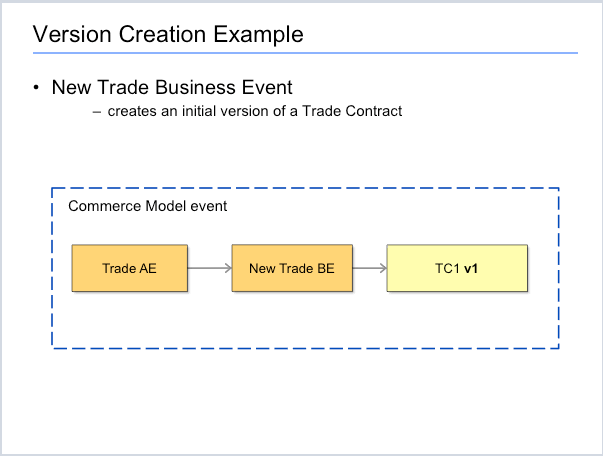 Version Creation Example
• New Trade Business Event
– creates an initial version of a Trade Contract
Commerce Model event
Trade AE
New Trade BE
TC1 v1